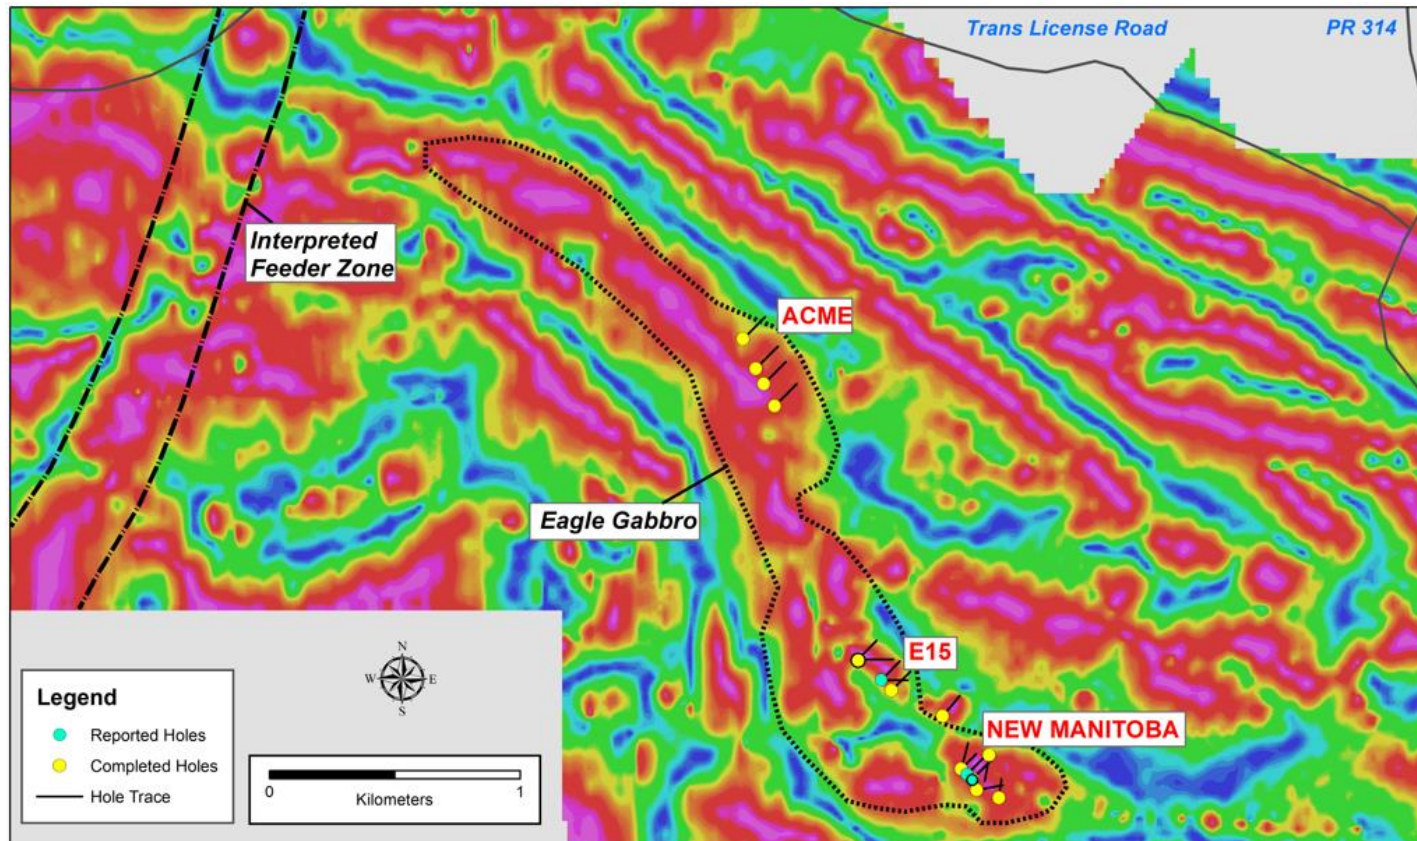 Trans License Road
PR 314
Interpreted
Feeder Zone
ACME
Eagle Gabbro
E15
NEW MANITOBA
N
W E
S
Legend
Reported Holes
Completed Holes
Hole Trace
0 1
Kilometers